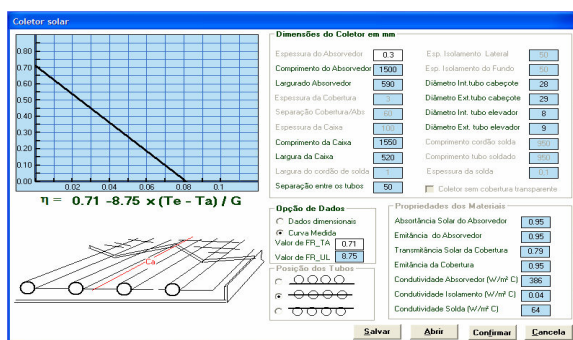 Coletor solar
0.80
0.70
0.60
0.50
0.40
0.30
0.20
0.10
0.00
0.02 0.04 0.06 0.08 0.1
η = 0.71 -8.75 x (Te - Ta) / G
Ca
Dimensões do Coletor em mm
Espessura do Absorvedor 0.3
Comprimento do Absorvedor 1500
Largurado Absorvedor 590
Espessura da Cobertura 3
Separação Cobertura/Abs 60
Espessura da Caixa 100
Comprimento da Caixa 1550
Largura da Caixa 520
Largura do cordão de solda 1
Separação entre os tubos 50
Esp. Isolamento Lateral 50
Esp. Isolamento do Fundo 50
Diâmetro Int.tubo cabeçote 28
Diâmetro Ext.tubo cabeçote 29
Diâmetro Int. tubo elevador 8
Diâmetro Ext. tubo elevador 9
Comprimento cordão solda 950
Comprimento tubo soldado 950
Espessura da solda 0.1
Coletor sem cobertura transparente
Opção de Dados
Dados dimensionais
Curva Medida
Valor de FR_TA 0.71
Valor de FR_UL 8.75
Posição dos Tubos
Propriedades dos Materiais
Absortância Solar do Absorvedor 0.95
Emitância do Absorvedor 0.95
Transmitância Solar da Cobertura 0.79
Emitância da Cobertura 0.95
Condutividade Absorvedor (W/m² C) 386
Condutividade Isolamento (W/m² C) 0.04
Condutividade Solda (W/m² C) 64
Salvar Abrir Confirmar Cancela